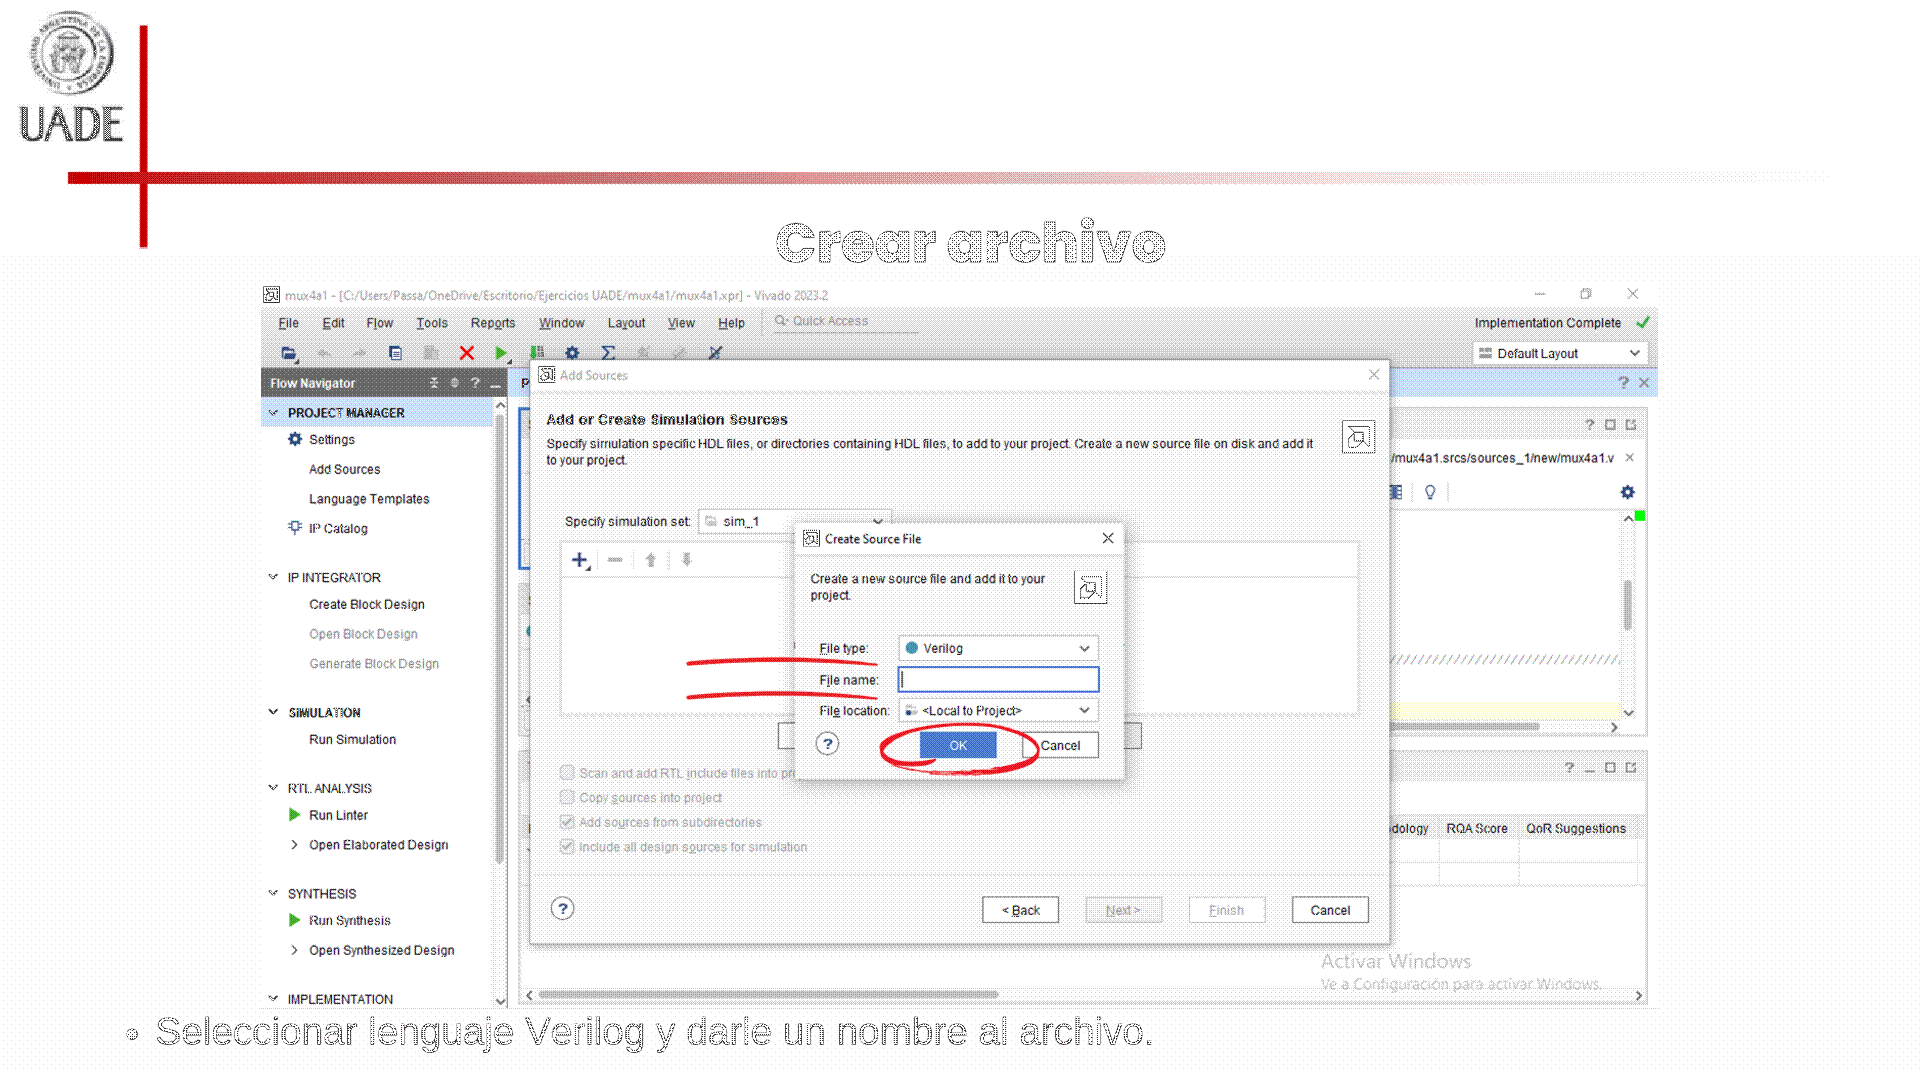 UNIVERSIDAD ARGENTINA DE LA EMPRESA
UADE
Crear archivo
mux4a1 - [C:/Users/Passa/OneDrive/Escritorio/Ejercicios UADE/mux4a1/mux4a1.xpr] - Vivado 2023.2
File Edit Flow Tools Reports Window Layout View Help Quick Access
Implementation Complete
Default Layout
Flow Navigator
PROJECT MANAGER
Settings
Add Sources
Language Templates
IP Catalog
IP INTEGRATOR
Create Block Design
Open Block Design
Generate Block Design
SIMULATION
Run Simulation
RTL ANALYSIS
Run Linter
Open Elaborated Design
SYNTHESIS
Run Synthesis
Open Synthesized Design
IMPLEMENTATION
Add Sources
Add or Create Simulation Sources
Specify simulation specific HDL files, or directories containing HDL files, to add to your project. Create a new source file on disk and add it
to your project.
Specify simulation set: sim_1
Create Source File
Create a new source file and add it to your
project.
File type: Verilog
File name:
File location: <Local to Project>
? OK Cancel
Scan and add RTL include files into pr
Copy sources into project
Add sources from subdirectories
Include all design sources for simulation
? < Back Next > Finish Cancel
/mux4a1.srcs/sources_1/new/mux4a1.v
/////////////////////////////////
dology RQA Score QoR Suggestions
Activar Windows
Ve a Configuración para activar Windows.
• Seleccionar lenguaje Verilog y darle un nombre al archivo.